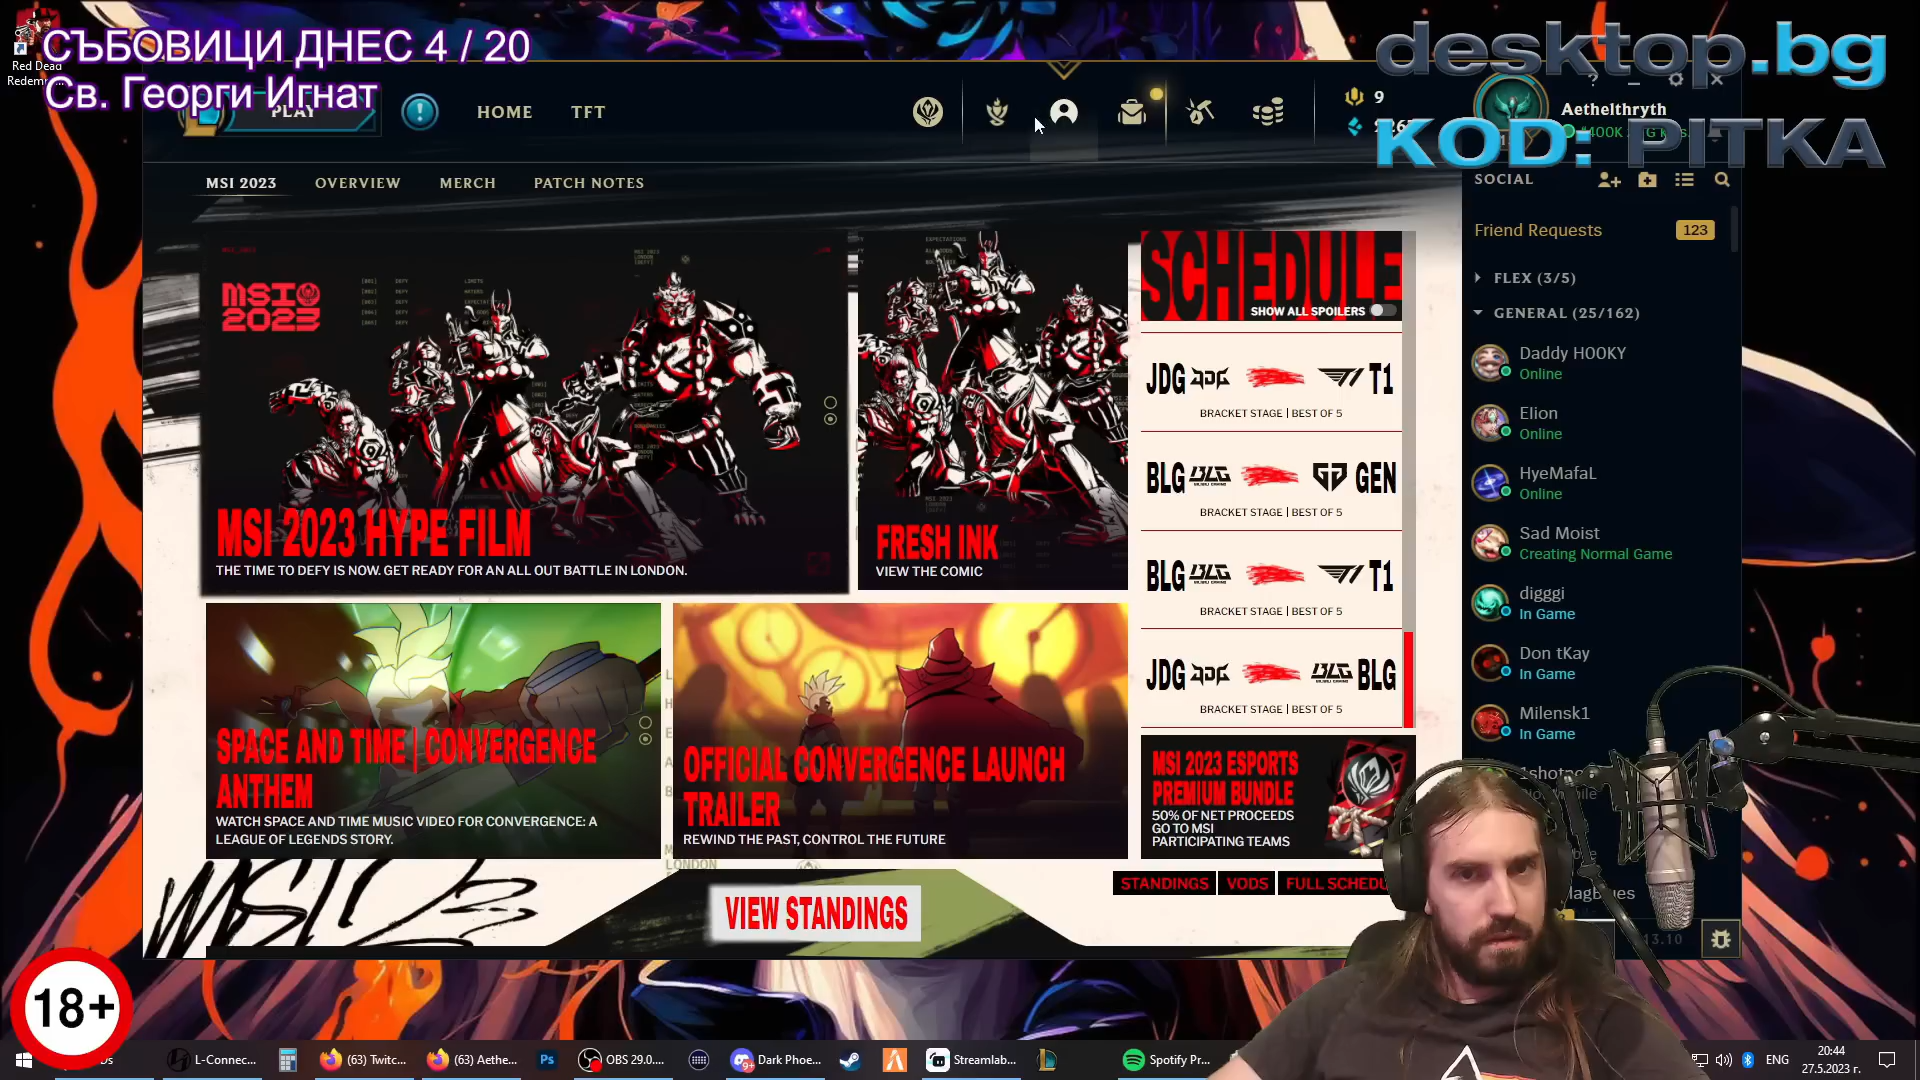 СЪБОВИЦИ ДНЕС 4 / 20
Св. Георги Игнат
Red Dead
desktop.bg
KOD: PITKA
PLAY
HOME
TFT
9
Aethelthryth
MSI 2023
OVERVIEW
MERCH
PATCH NOTES
SOCIAL
Friend Requests
123
FLEX (3/5)
GENERAL (25/162)
Daddy HOOKY
Online
Elion
Online
HyeMafaL
Online
Sad Moist
Creating Normal Game
digggi
In Game
Don tKay
In Game
Milensk1
In Game
MSI
2023
MSI 2023 HYPE FILM
THE TIME TO DEFY IS NOW. GET READY FOR AN ALL OUT BATTLE IN LONDON.
FRESH INK
VIEW THE COMIC
SCHEDULE
SHOW ALL SPOILERS
JDG T1
BRACKET STAGE | BEST OF 5
BLG GEN
BRACKET STAGE | BEST OF 5
BLG T1
BRACKET STAGE | BEST OF 5
JDG BLG
BRACKET STAGE | BEST OF 5
SPACE AND TIME | CONVERGENCE
ANTHEM
WATCH SPACE AND TIME MUSIC VIDEO FOR CONVERGENCE: A
LEAGUE OF LEGENDS STORY.
OFFICIAL CONVERGENCE LAUNCH
TRAILER
REWIND THE PAST, CONTROL THE FUTURE
MSI 2023 ESPORTS
PREMIUM BUNDLE
50% OF NET PROCEEDS
GO TO MSI
PARTICIPATING TEAMS
STANDINGS
VODS
FULL SCHEDU
VIEW STANDINGS
18+
L-Connec...
(63) Twitc...
(63) Aethe...
Ps
OBS 29.0....
Dark Phoe...
Streamlab...
Spotify Pr...
ENG
20:44
27.5.2023 г.